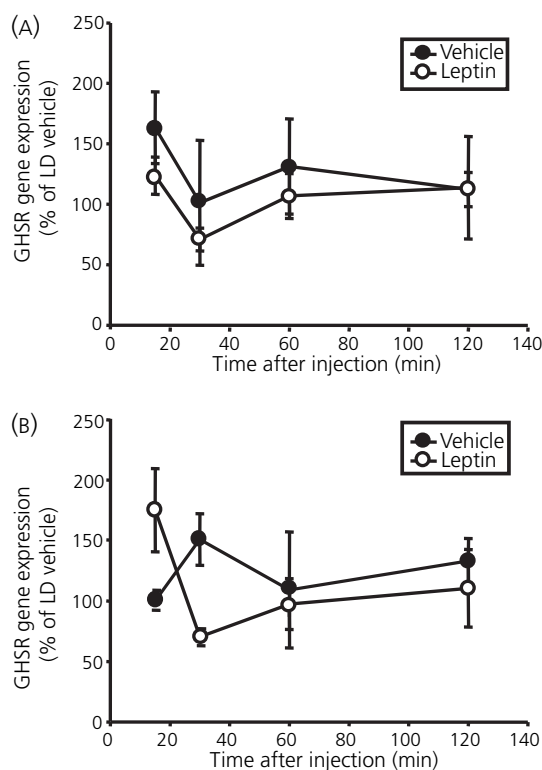 (A)
250
200
150
100
50
0
GHSR gene expression
(% of LD vehicle)
Vehicle
Leptin
0 20 40 60 80 100 120 140
Time after injection (min)
(B)
250
200
150
100
50
0
GHSR gene expression
(% of LD vehicle)
Vehicle
Leptin
0 20 40 60 80 100 120 140
Time after injection (min)